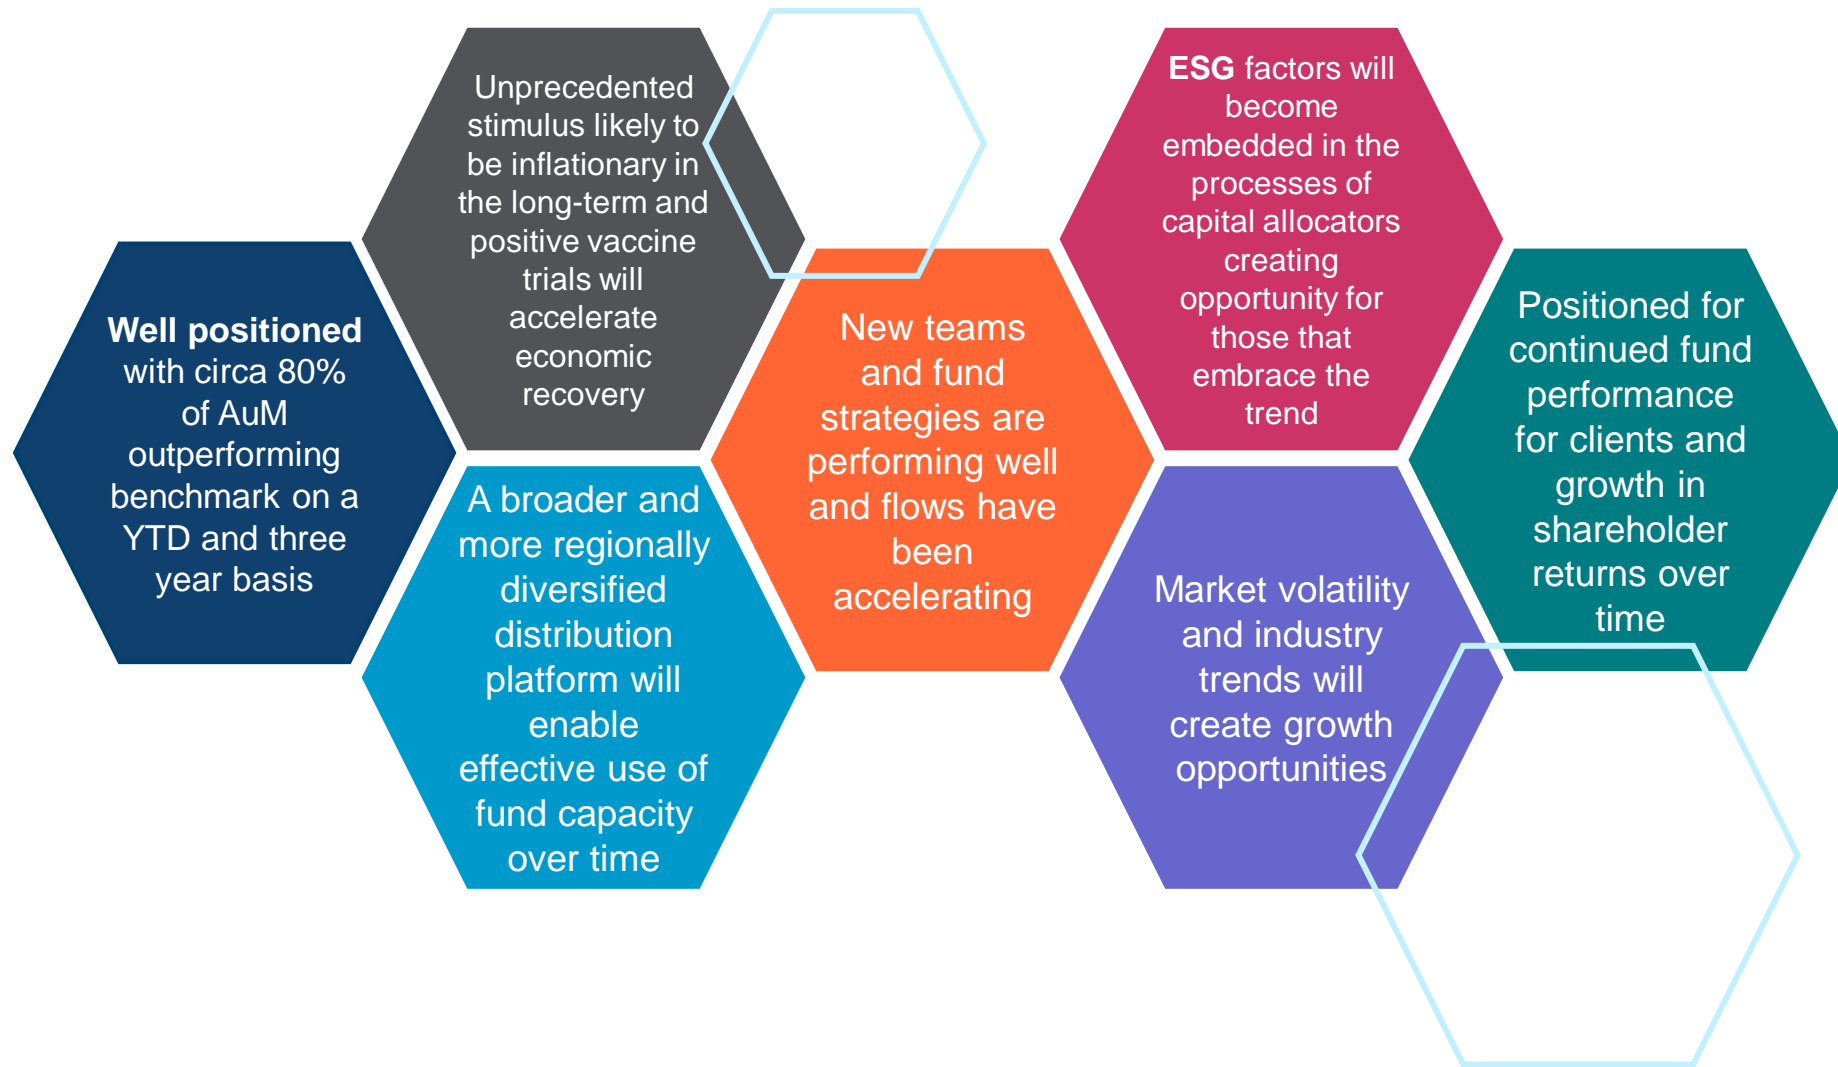 Well positioned
with circa 80%
of AuM
outperforming
benchmark on a
YTD and three
year basis
Unprecedented
stimulus likely to
be inflationary in
the long-term and
positive vaccine
trials will
accelerate
economic
recovery
A broader and
more regionally
diversified
distribution
platform will
enable
effective use of
fund capacity
over time
New teams
and fund
strategies are
performing well
and flows have
been
accelerating
ESG factors will
become
embedded in the
processes of
capital allocators
creating
opportunity for
those that
embrace the
trend
Market volatility
and industry
trends will
create growth
opportunities
Positioned for
continued fund
performance
for clients and
growth in
shareholder
returns over
time